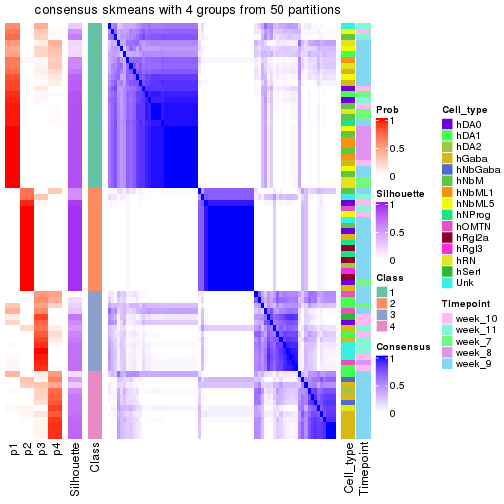 consensus skmeans with 4 groups from 50 partitions
p1
p2
p3
p4
Silhouette
Class
Cell_type
Timepoint
Prob
1
0.5
0
Silhouette
1
0.5
0
Class
1
2
3
4
Consensus
1
0.5
0
Cell_type
hDA0
hDA1
hDA2
hGaba
hNbGaba
hNbM
hNbML1
hNbML5
hNProg
hOMTN
hRgl2a
hRgl3
hRN
hSert
Unk
Timepoint
week_10
week_11
week_7
week_8
week_9